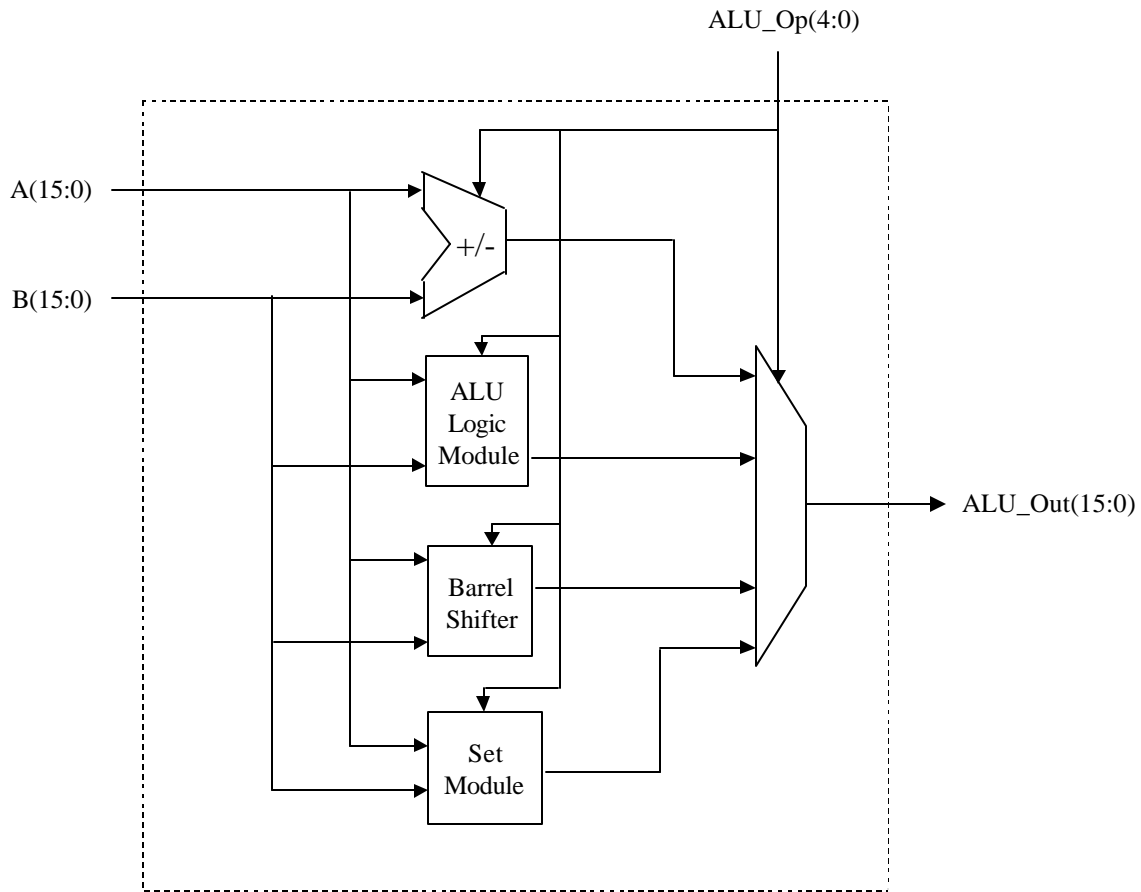 ALU_Op(4:0)
A(15:0)
+/-
B(15:0)
ALU
Logic
Module
ALU_Out(15:0)
Barrel
Shifter
Set
Module